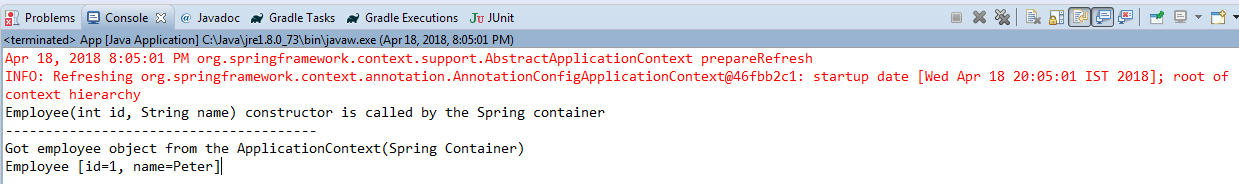 Problems Console Javadoc Gradle Tasks Gradle Executions JUnit
<terminated> App [Java Application] C:\Java\jre1.8.0_73\bin\javaw.exe (Apr 18, 2018, 8:05:01 PM)
Apr 18, 2018 8:05:01 PM org.springframework.context.support.AbstractApplicationContext prepareRefresh
INFO: Refreshing org.springframework.context.annotation.AnnotationConfigApplicationContext@46fbb2c1: startup date [Wed Apr 18 20:05:01 IST 2018]; root of
context hierarchy
Employee(int id, String name) constructor is called by the Spring container
---------------------------------------
Got employee object from the ApplicationContext(Spring Container)
Employee [id=1, name=Peter]